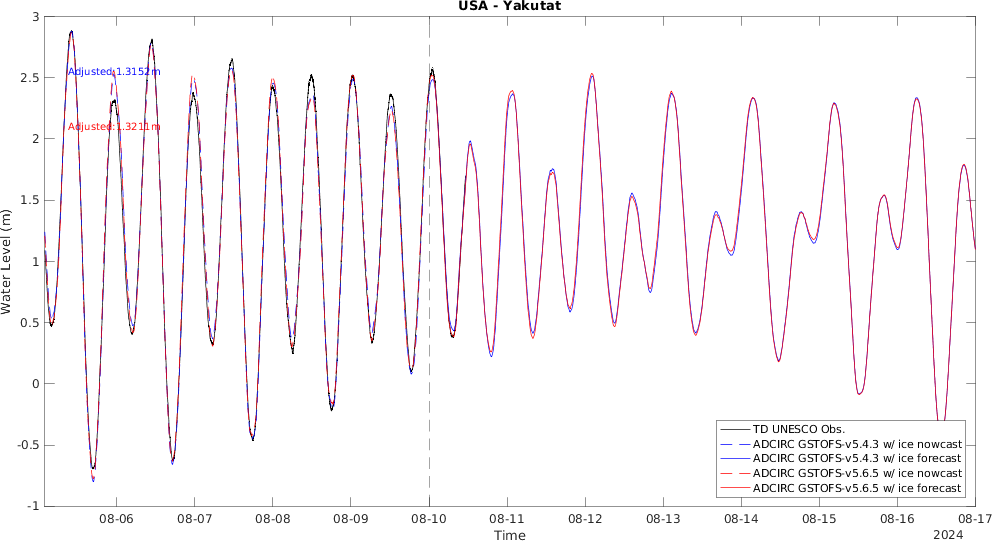 USA - Yakutat
3
2.5
2
1.5
1
0.5
0
-0.5
-1
Water Level (m)
Adjusted:1.3152m
Adjusted:1.3211m
TD UNESCO Obs.
ADCIRC GSTOFS-v5.4.3 w/ ice nowcast
ADCIRC GSTOFS-v5.4.3 w/ ice forecast
ADCIRC GSTOFS-v5.6.5 w/ ice nowcast
ADCIRC GSTOFS-v5.6.5 w/ ice forecast
08-06 08-07 08-08 08-09 08-10 08-11 08-12 08-13 08-14 08-15 08-16 08-17
Time
2024